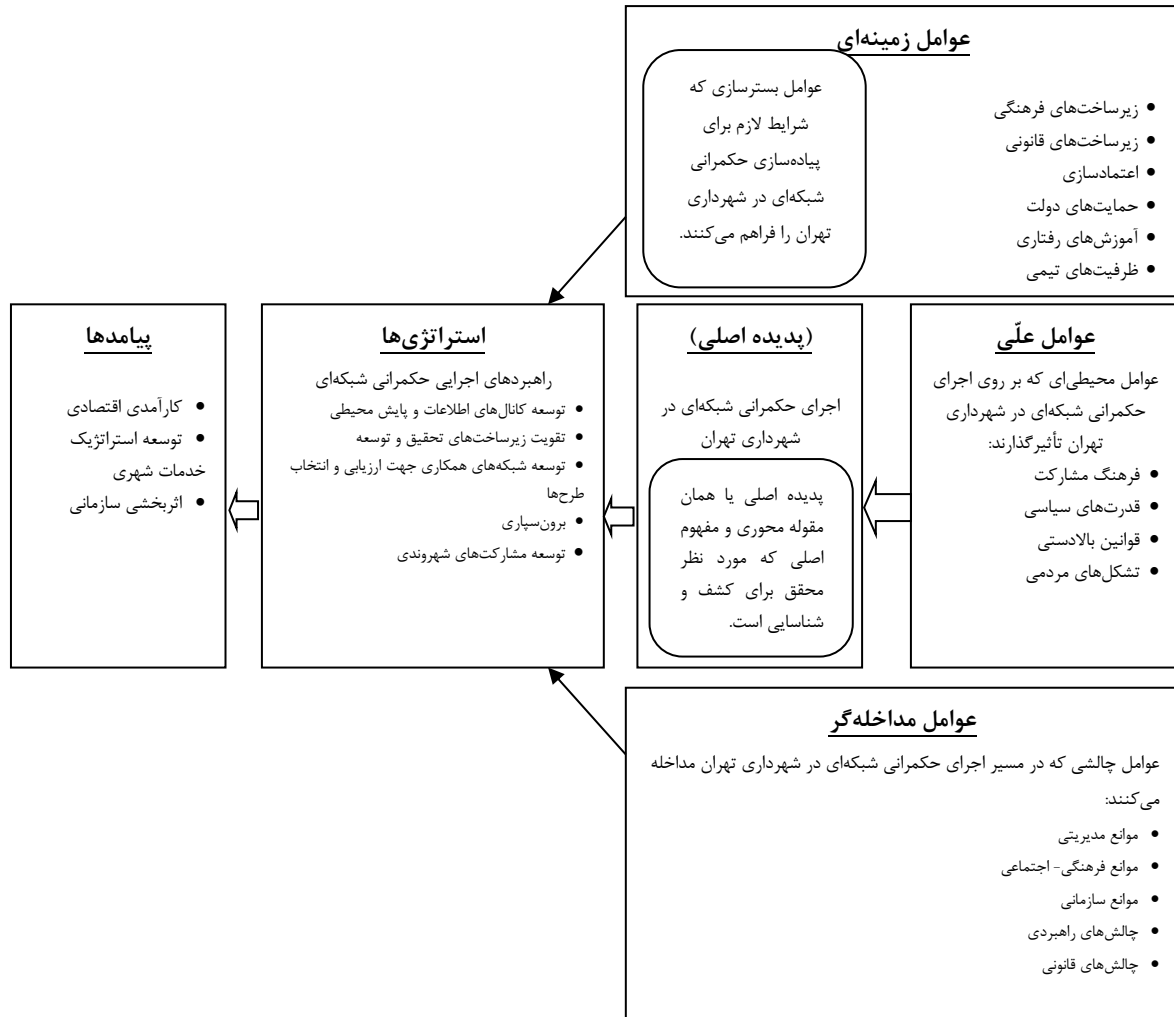 عوامل زمینه‌ای
عوامل بسترسازی که
شرایط لازم برای
پیاده‌سازی حکمرانی
شبکه‌ای در شهرداری
تهران را فراهم می‌کنند.
• زیرساخت‌های فرهنگی
• زیرساخت‌های قانونی
• اعتمادسازی
• حمایت‌های دولت
• آموزش‌های رفتاری
• ظرفیت‌های تیمی
عوامل علّی
عوامل محیطی‌ای که بر روی اجرای
حکمرانی شبکه‌ای در شهرداری
تهران تأثیرگذارند:
• فرهنگ مشارکت
• قدرت‌های سیاسی
• قوانین بالادستی
• تشکل‌های مردمی
(پدیده اصلی)
اجرای حکمرانی شبکه‌ای در
شهرداری تهران
پدیده اصلی یا همان
مقوله محوری و مفهوم
اصلی که مورد نظر
محقق برای کشف و
شناسایی است.
استراتژی‌ها
راهبردهای اجرایی حکمرانی شبکه‌ای
• توسعه کانال‌های اطلاعات و پایش محیطی
• تقویت زیرساخت‌های تحقیق و توسعه
• توسعه شبکه‌های همکاری جهت ارزیابی و انتخاب
طرح‌ها
• برون‌سپاری
• توسعه مشارکت‌های شهروندی
پیامدها
• کارآمدی اقتصادی
• توسعه استراتژیک
خدمات شهری
• اثربخشی سازمانی
عوامل مداخله‌گر
عوامل چالشی که در مسیر اجرای حکمرانی شبکه‌ای در شهرداری تهران مداخله
می‌کنند:
• موانع مدیریتی
• موانع فرهنگی- اجتماعی
• موانع سازمانی
• چالش‌های راهبردی
• چالش‌های قانونی